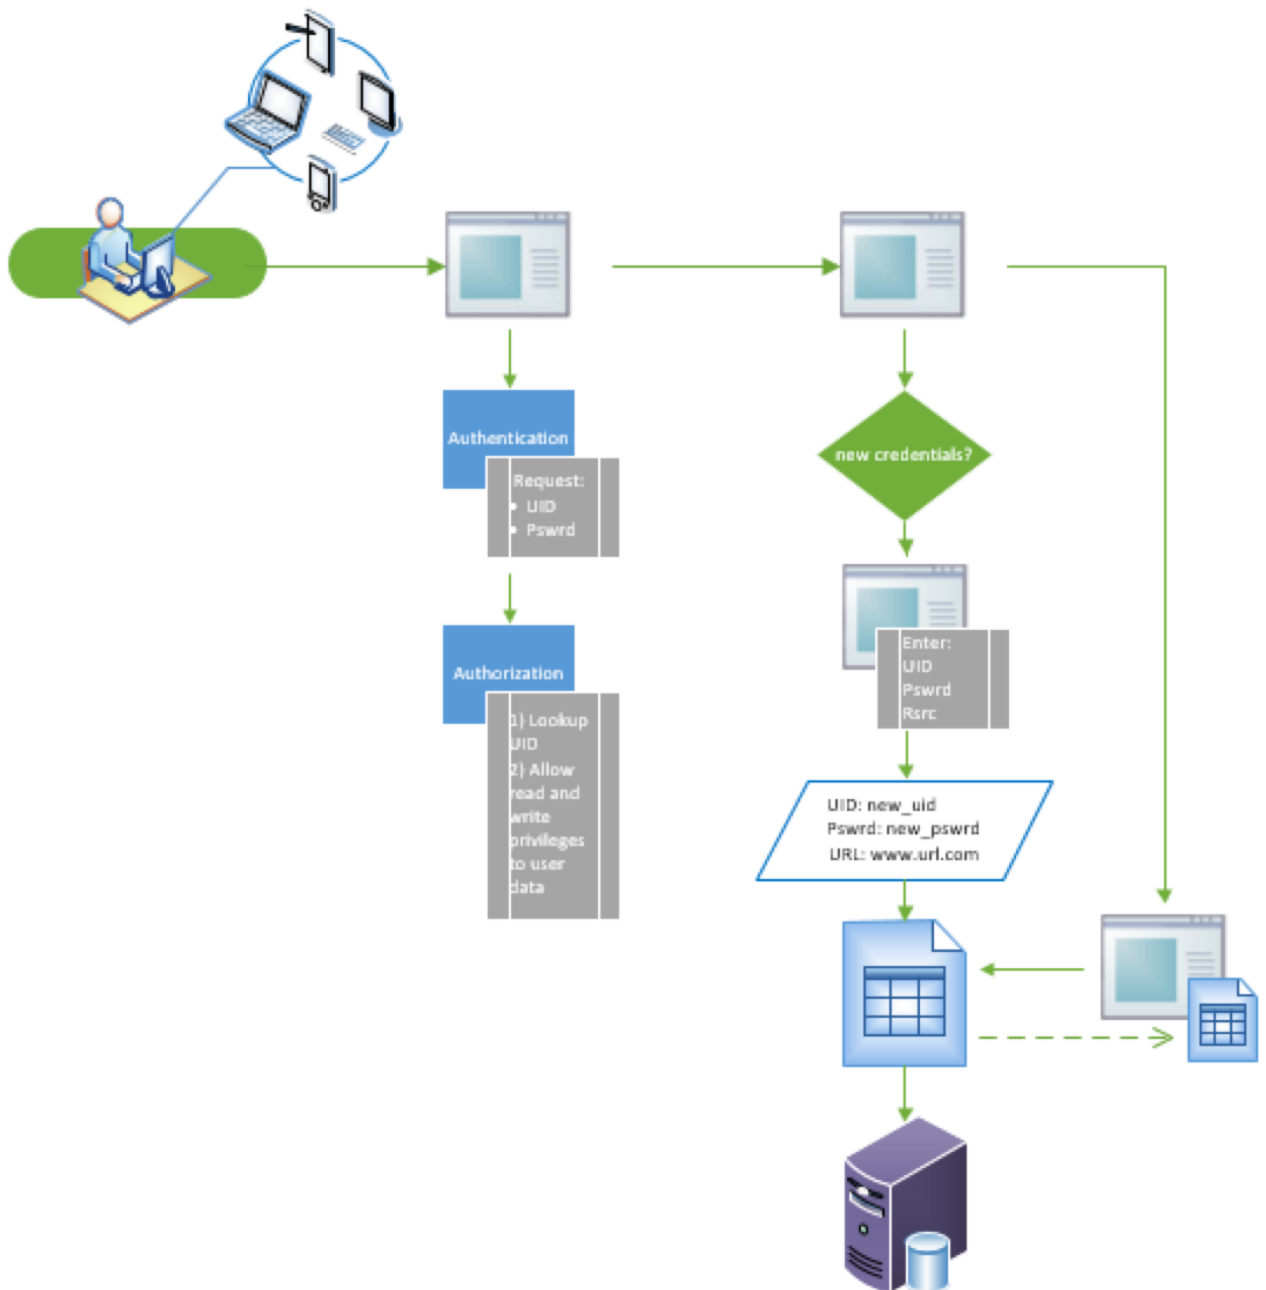 Authentication
Request:
• UID
• Pswrd
Authorization
1) Lookup
UID
2) Allow
read and
write
privileges
to user
data
new credentials?
Enter:
UID
Pswrd
Rsrc
UID: new_uid
Pswrd: new_pswrd
URL: www.url.com